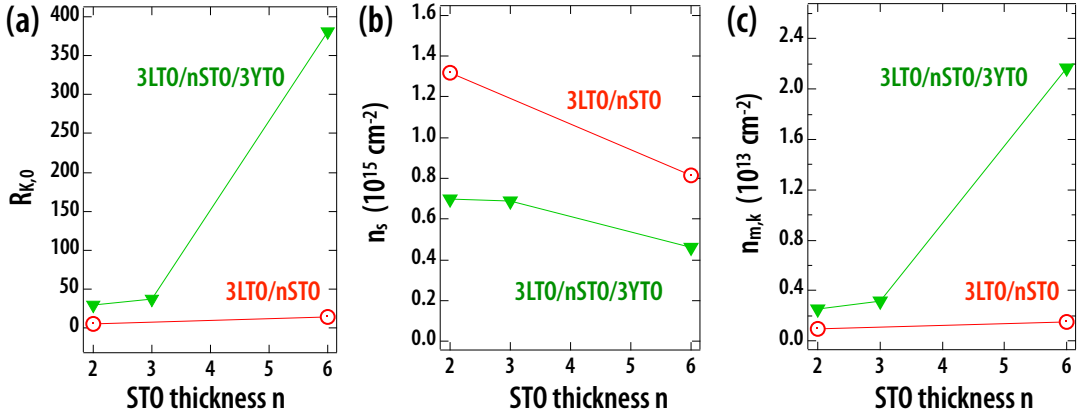 (a)
400
350
300
250
200
150
100
50
0
R_{K,0}
3LTO/nSTO/3YTO
3LTO/nSTO
2 3 4 5 6
STO thickness n
(b)
1.6
1.4
1.2
1.0
0.8
0.6
0.4
0.2
0.0
n_s (10^{15} cm^{-2})
3LTO/nSTO
3LTO/nSTO/3YTO
2 3 4 5 6
STO thickness n
(c)
2.4
2.0
1.6
1.2
0.8
0.4
0.0
n_{m,k} (10^{13} cm^{-2})
3LTO/nSTO/3YTO
3LTO/nSTO
2 3 4 5 6
STO thickness n